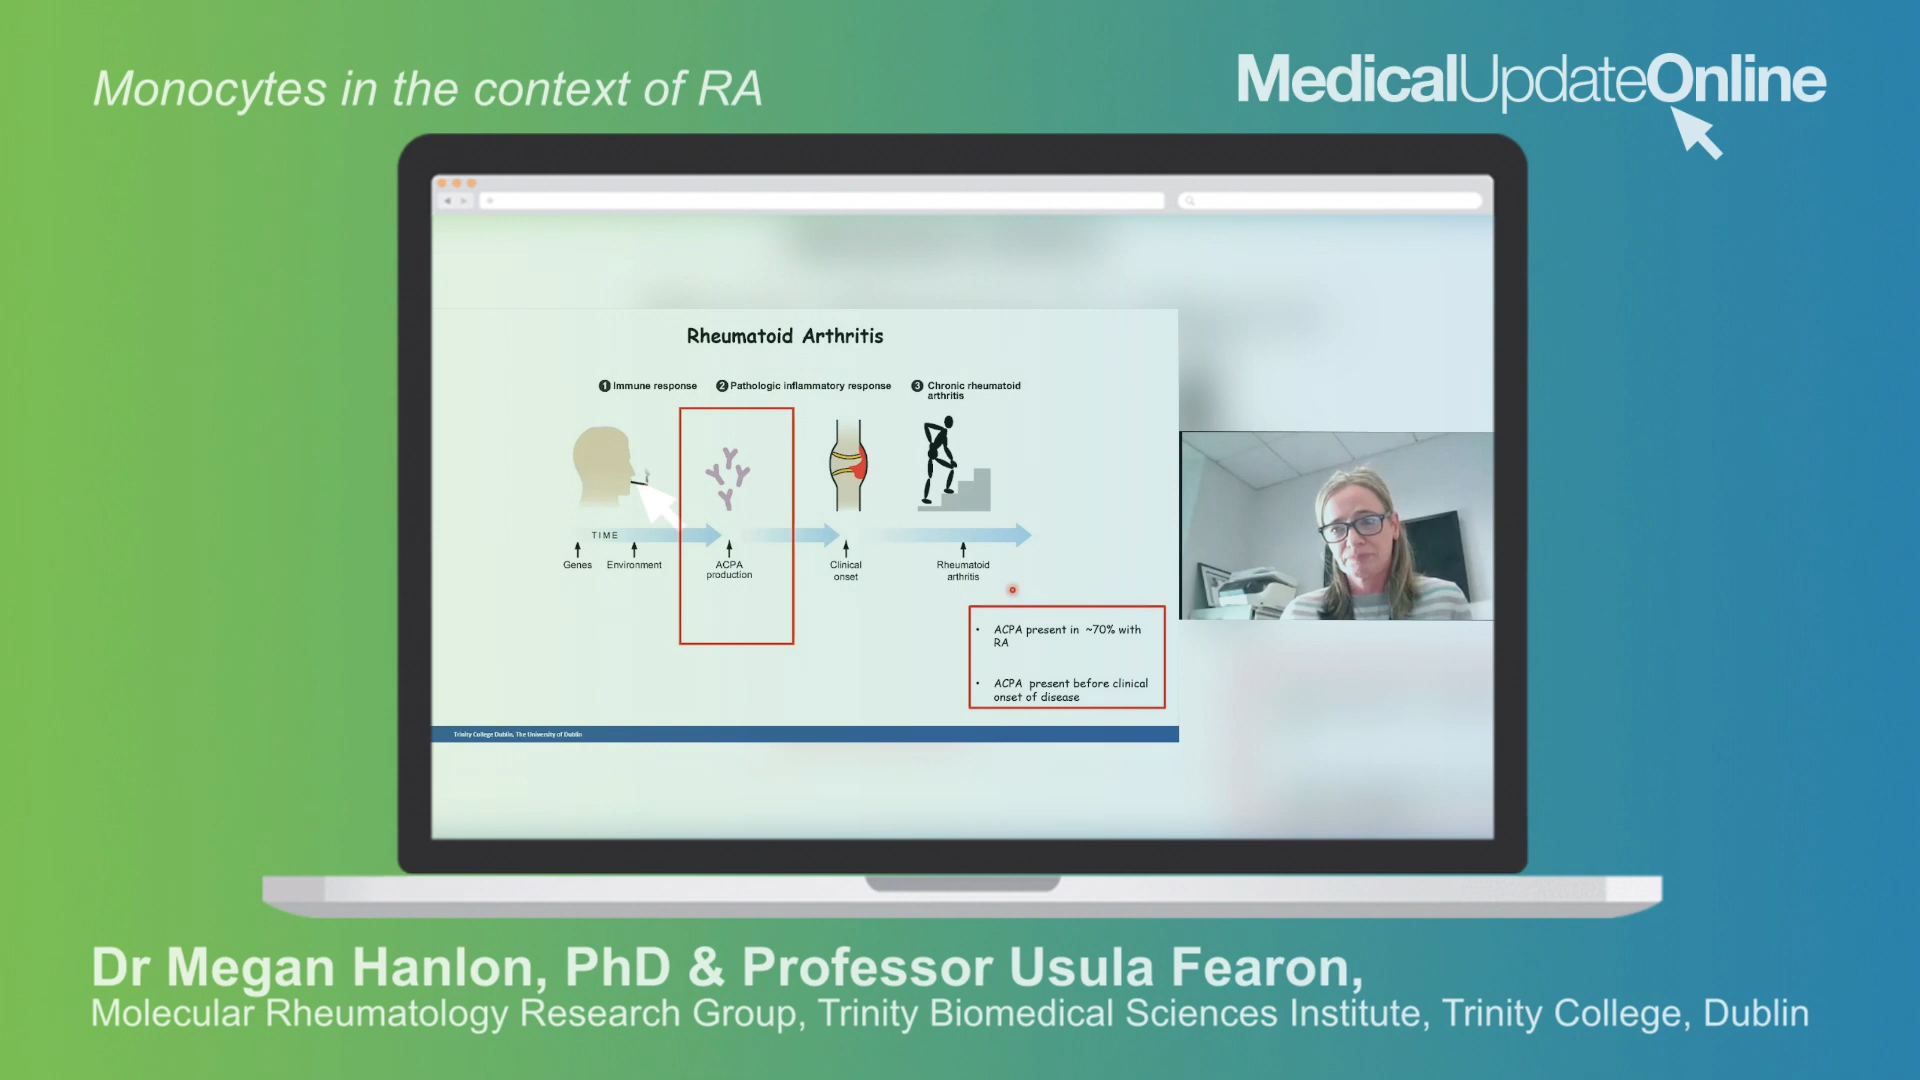 Monocytes in the context of RA
MedicalUpdateOnline
Rheumatoid Arthritis
1 Immune response
2 Pathologic inflammatory response
3 Chronic rheumatoid
arthritis
TIME
Genes
Environment
ACPA
production
Clinical
onset
Rheumatoid
arthritis
• ACPA present in ~70% with
RA
• ACPA present before clinical
onset of disease
Trinity College Dublin, The University of Dublin
Dr Megan Hanlon, PhD & Professor Usula Fearon,
Molecular Rheumatology Research Group, Trinity Biomedical Sciences Institute, Trinity College, Dublin